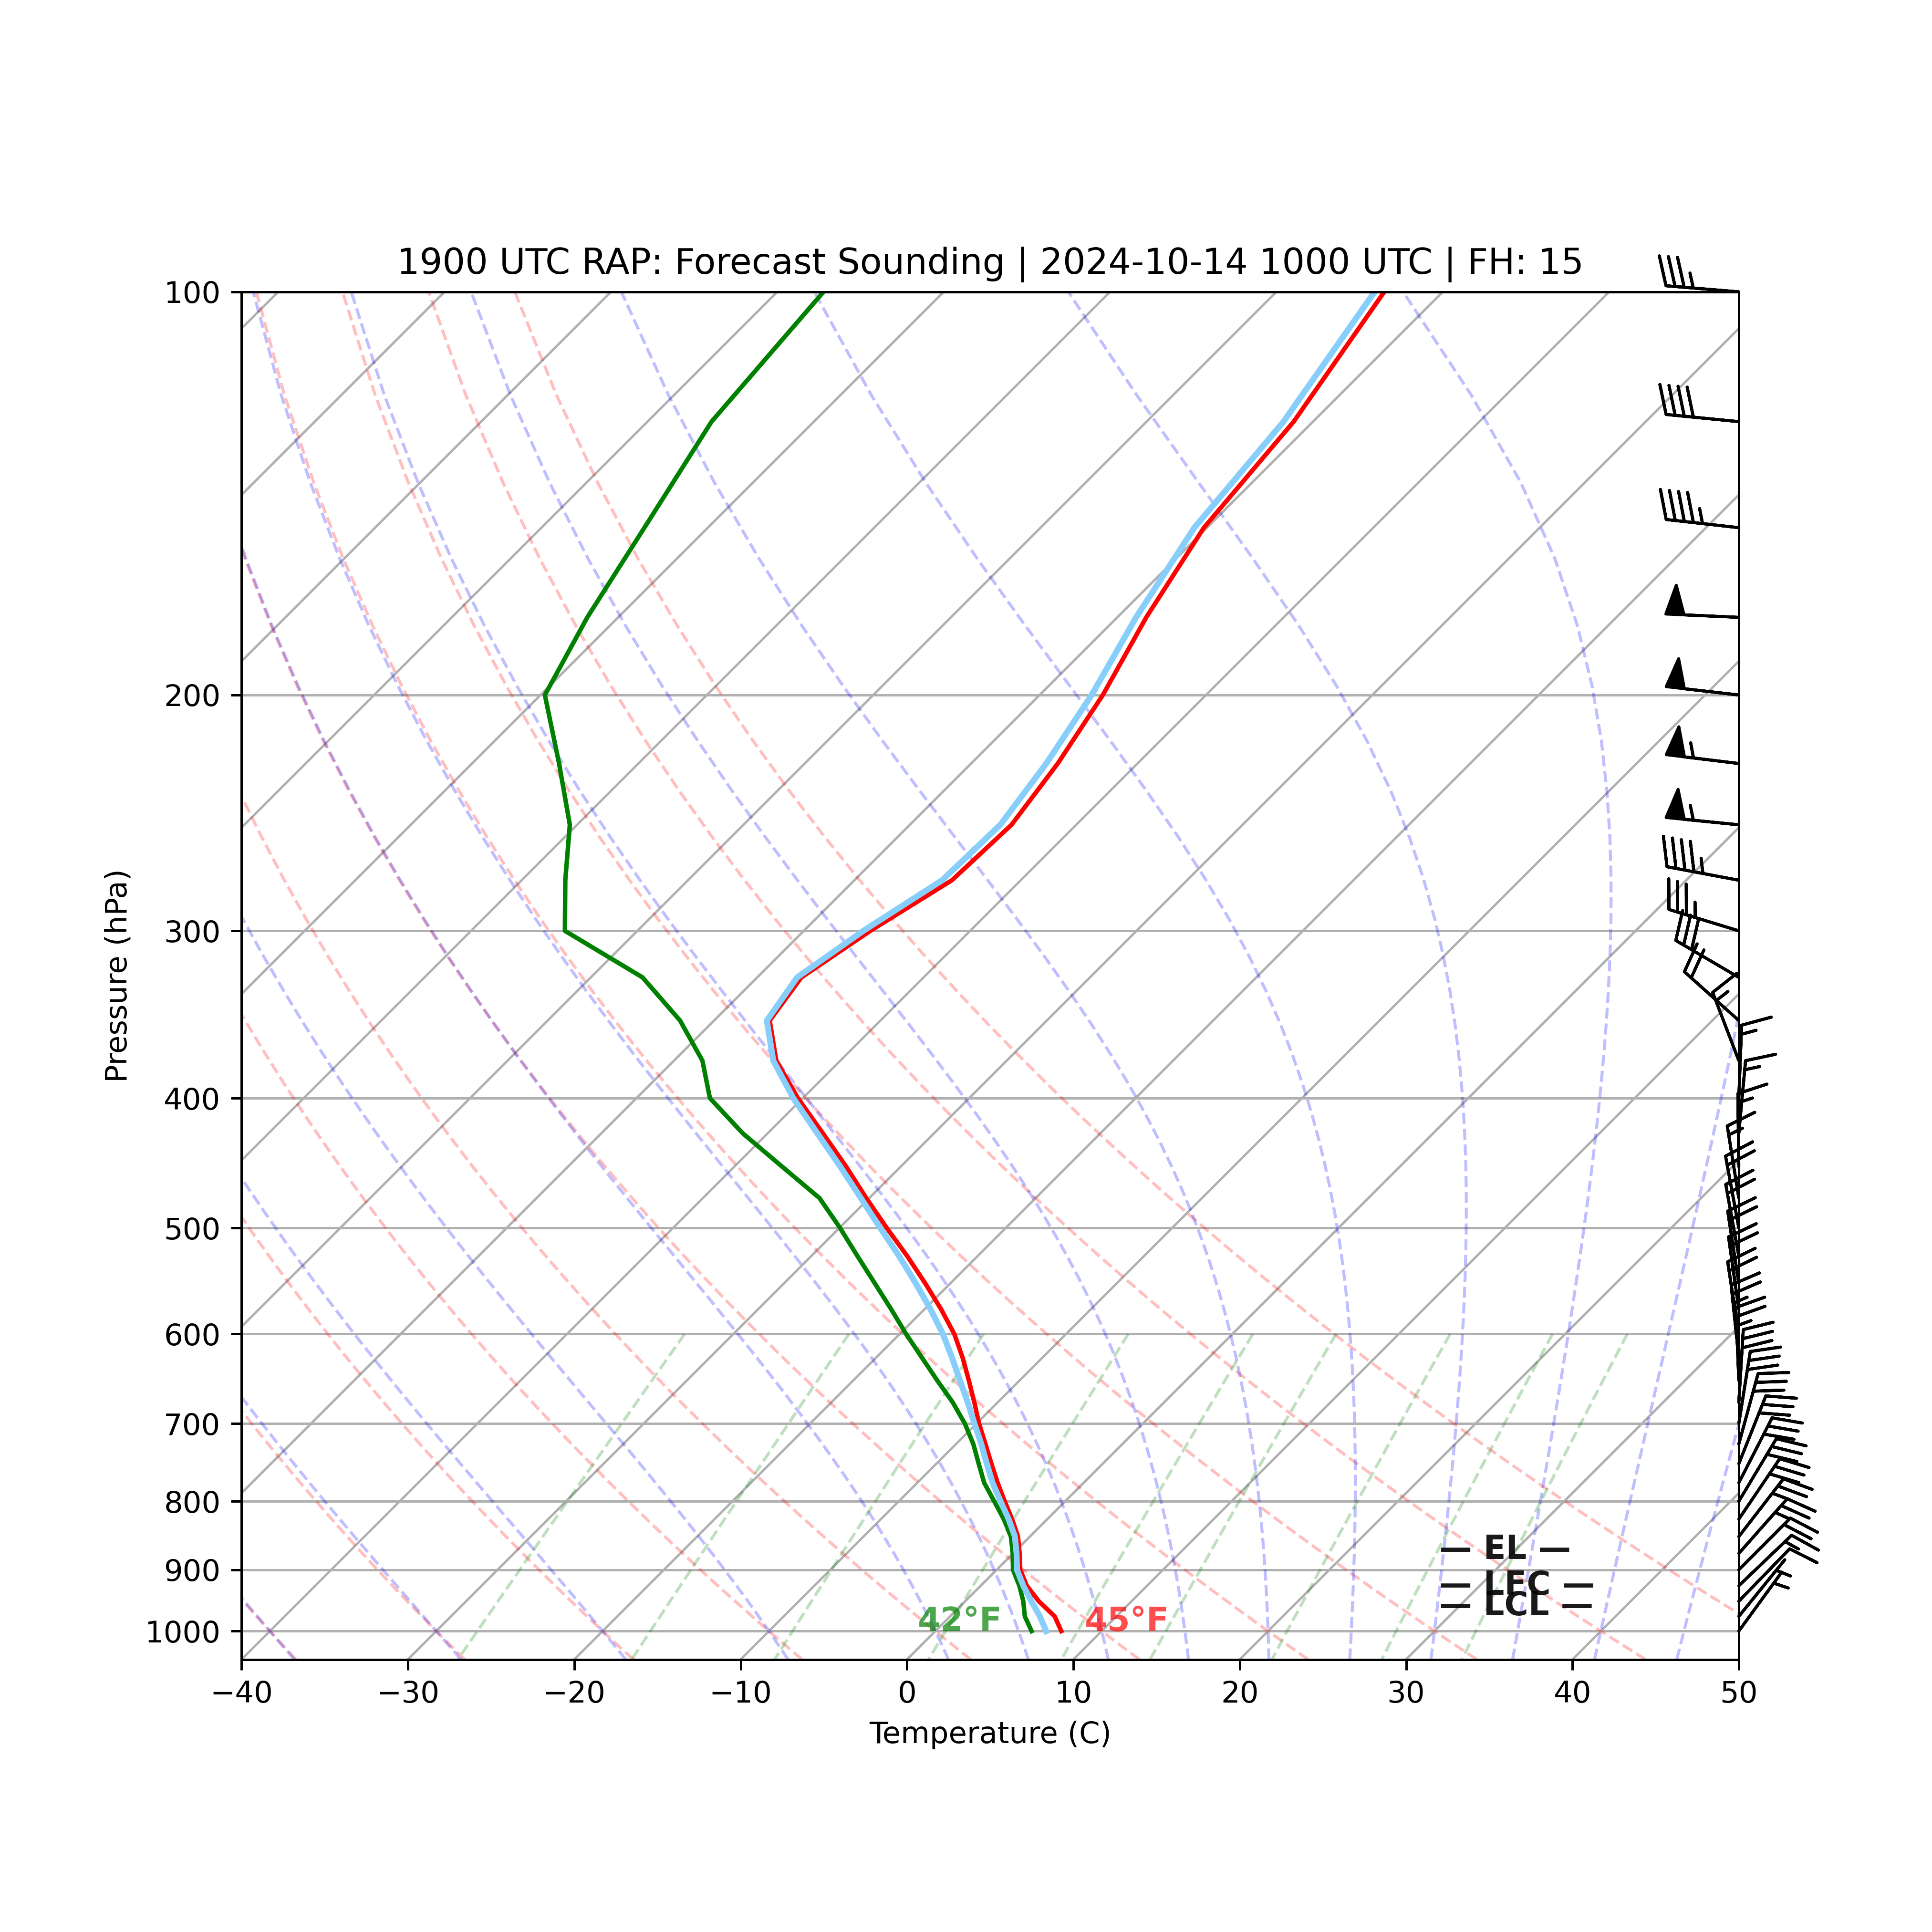 1900 UTC RAP: Forecast Sounding | 2024-10-14 1000 UTC | FH: 15
100
200
300
400
500
600
700
800
900
1000
Pressure (hPa)
— EL —
— LFC —
— LCL —
42°F
45°F
−40
−30
−20
−10
0
10
20
30
40
50
Temperature (C)